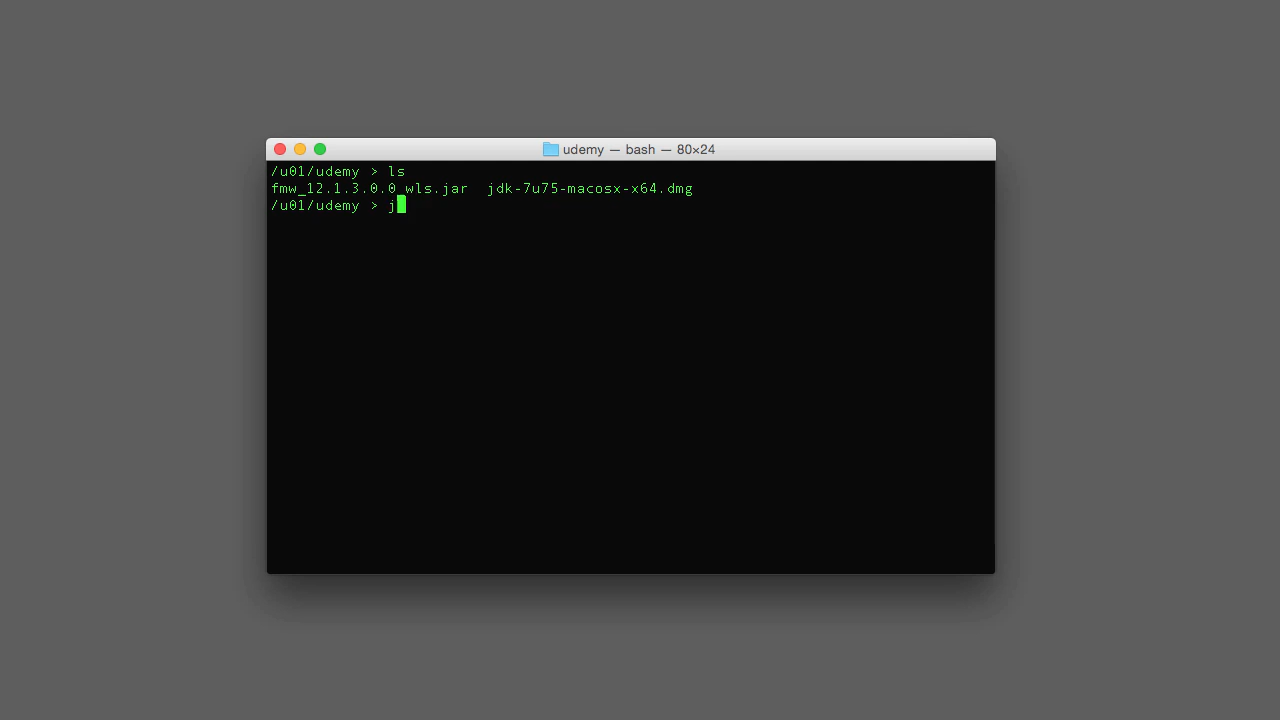 udemy — bash — 80×24
/u01/udemy > ls
fmw_12.1.3.0.0_wls.jar  jdk-7u75-macosx-x64.dmg
/u01/udemy > j